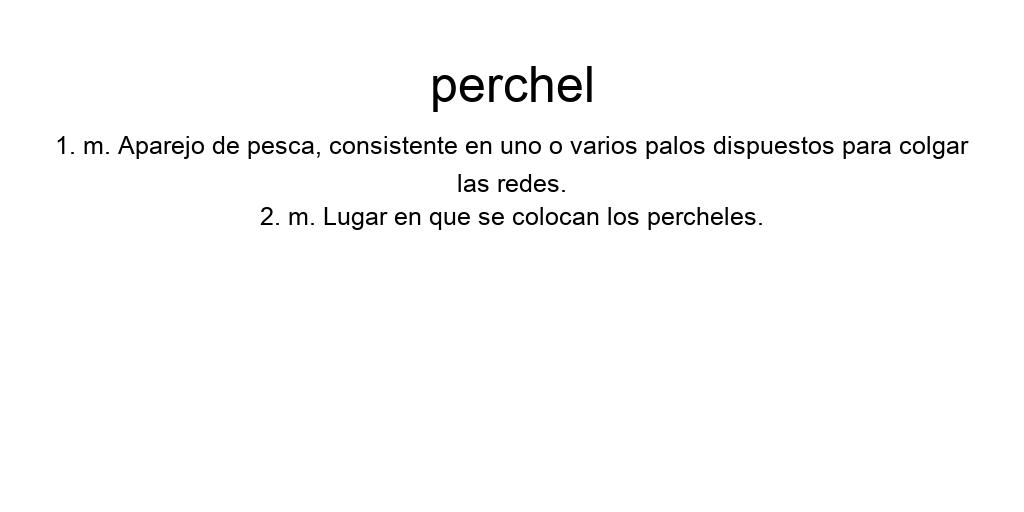 perchel
1. m. Aparejo de pesca, consistente en uno o varios palos dispuestos para colgar
las redes.
2. m. Lugar en que se colocan los percheles.